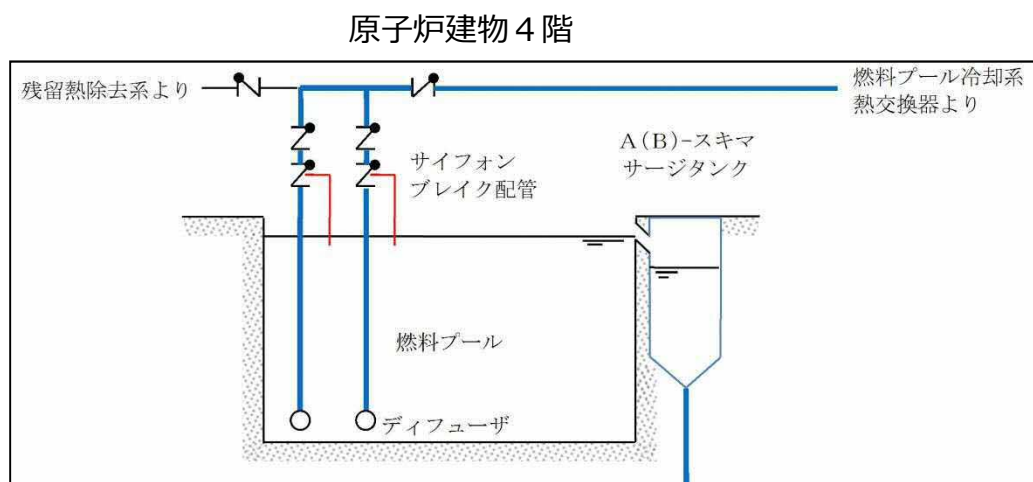 原子炉建物4階
残留熱除去系より
燃料プール冷却系
熱交換器より
A(B)-スキマ
サージタンク
サイフォン
ブレイク配管
燃料プール
ディフューザ